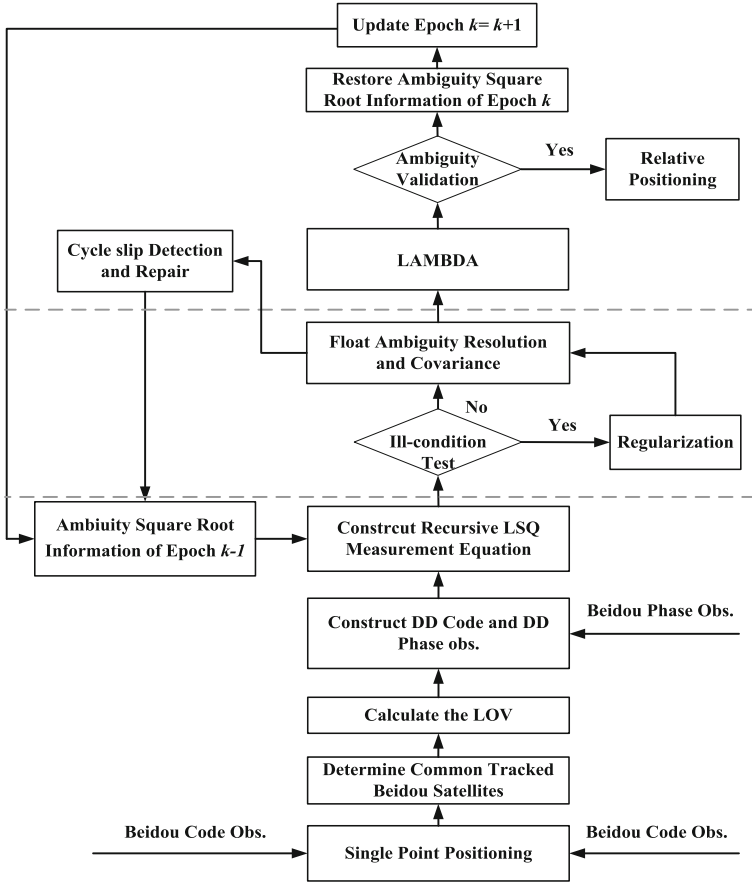 Update Epoch k= k+1
Restore Ambiguity Square
Root Information of Epoch k
Ambiguity
Validation
Yes
Relative
Positioning
Cycle slip Detection
and Repair
LAMBDA
Float Ambiguity Resolution
and Covariance
No
Ill-condition
Test
Yes
Regularization
Ambiuity Square Root
Information of Epoch k-1
Constrcut Recursive LSQ
Measurement Equation
Construct DD Code and DD
Phase obs.
Beidou Phase Obs.
Calculate the LOV
Determine Common Tracked
Beidou Satellites
Beidou Code Obs.
Single Point Positioning
Beidou Code Obs.